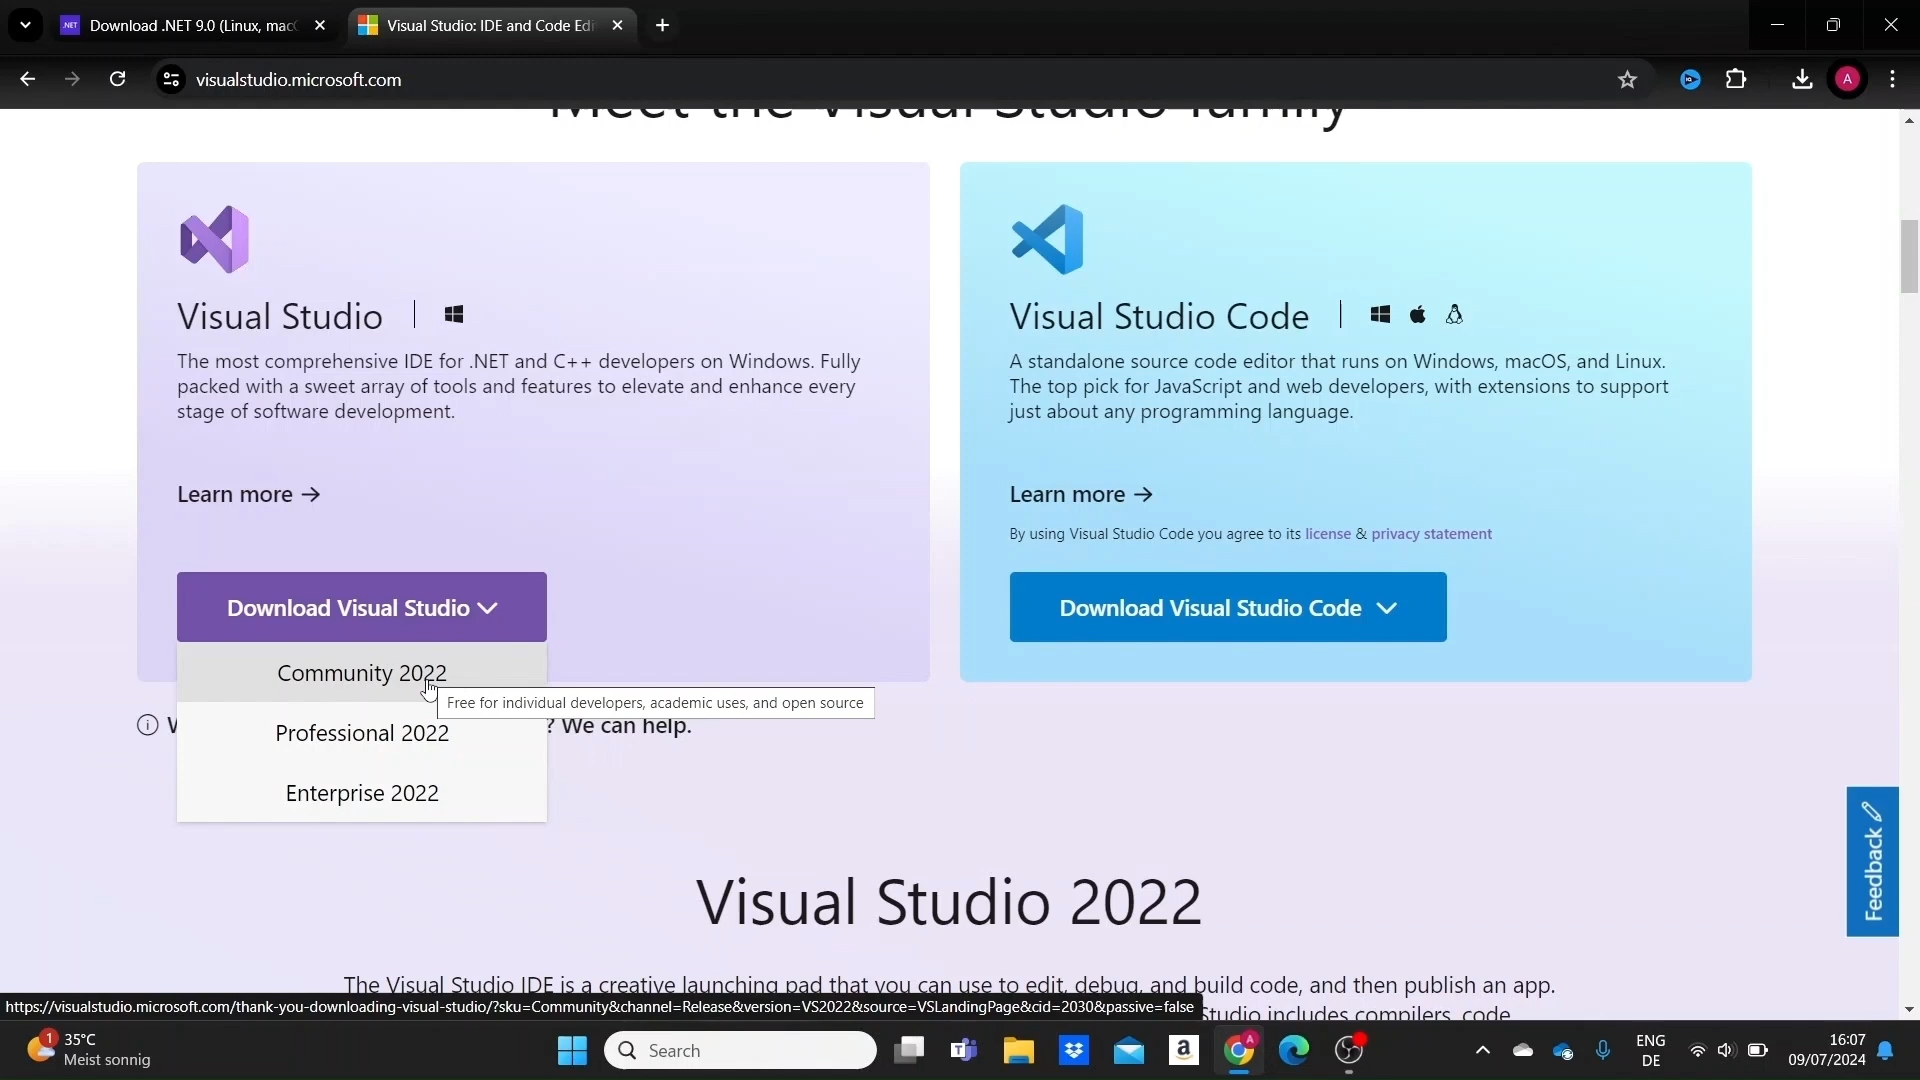 Download .NET 9.0 (Linux, mac
Visual Studio: IDE and Code Edi
visualstudio.microsoft.com
A
Meet the Visual Studio family
Visual Studio
The most comprehensive IDE for .NET and C++ developers on Windows. Fully
packed with a sweet array of tools and features to elevate and enhance every
stage of software development.
Learn more →
Download Visual Studio
Community 2022
Free for individual developers, academic uses, and open source
Professional 2022
Enterprise 2022
? We can help.
Visual Studio Code
A standalone source code editor that runs on Windows, macOS, and Linux.
The top pick for JavaScript and web developers, with extensions to support
just about any programming language.
Learn more →
By using Visual Studio Code you agree to its license & privacy statement
Download Visual Studio Code
Feedback
Visual Studio 2022
The Visual Studio IDE is a creative launching pad that you can use to edit, debug, and build code, and then publish an app.
Studio includes compilers, code
https://visualstudio.microsoft.com/thank-you-downloading-visual-studio/?sku=Community&channel=Release&version=VS2022&source=VSLandingPage&cid=2030&passive=false
1
35°C
Meist sonnig
Search
ENG
DE
16:07
09/07/2024